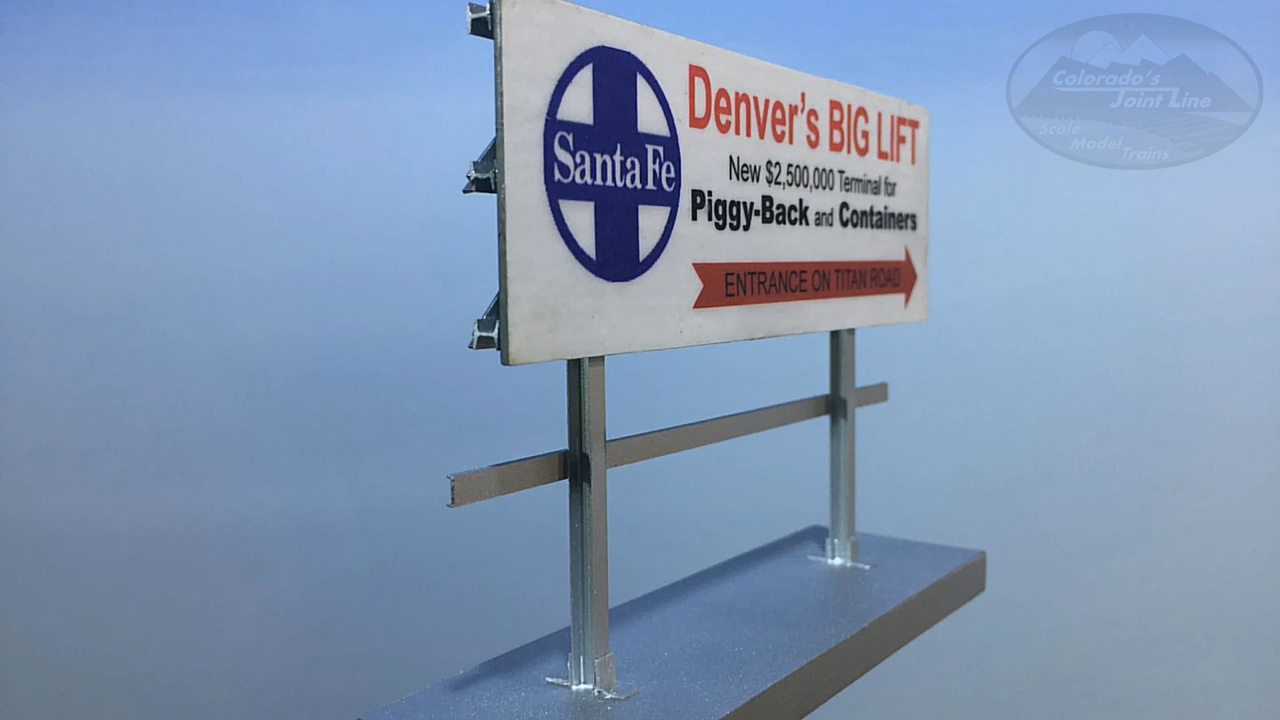 Santa Fe
Denver's BIG LIFT
New $2,500,000 Terminal for
Piggy-Back and Containers
ENTRANCE ON TITAN ROAD
Colorado's
Joint Line
Scale
Model
Trains